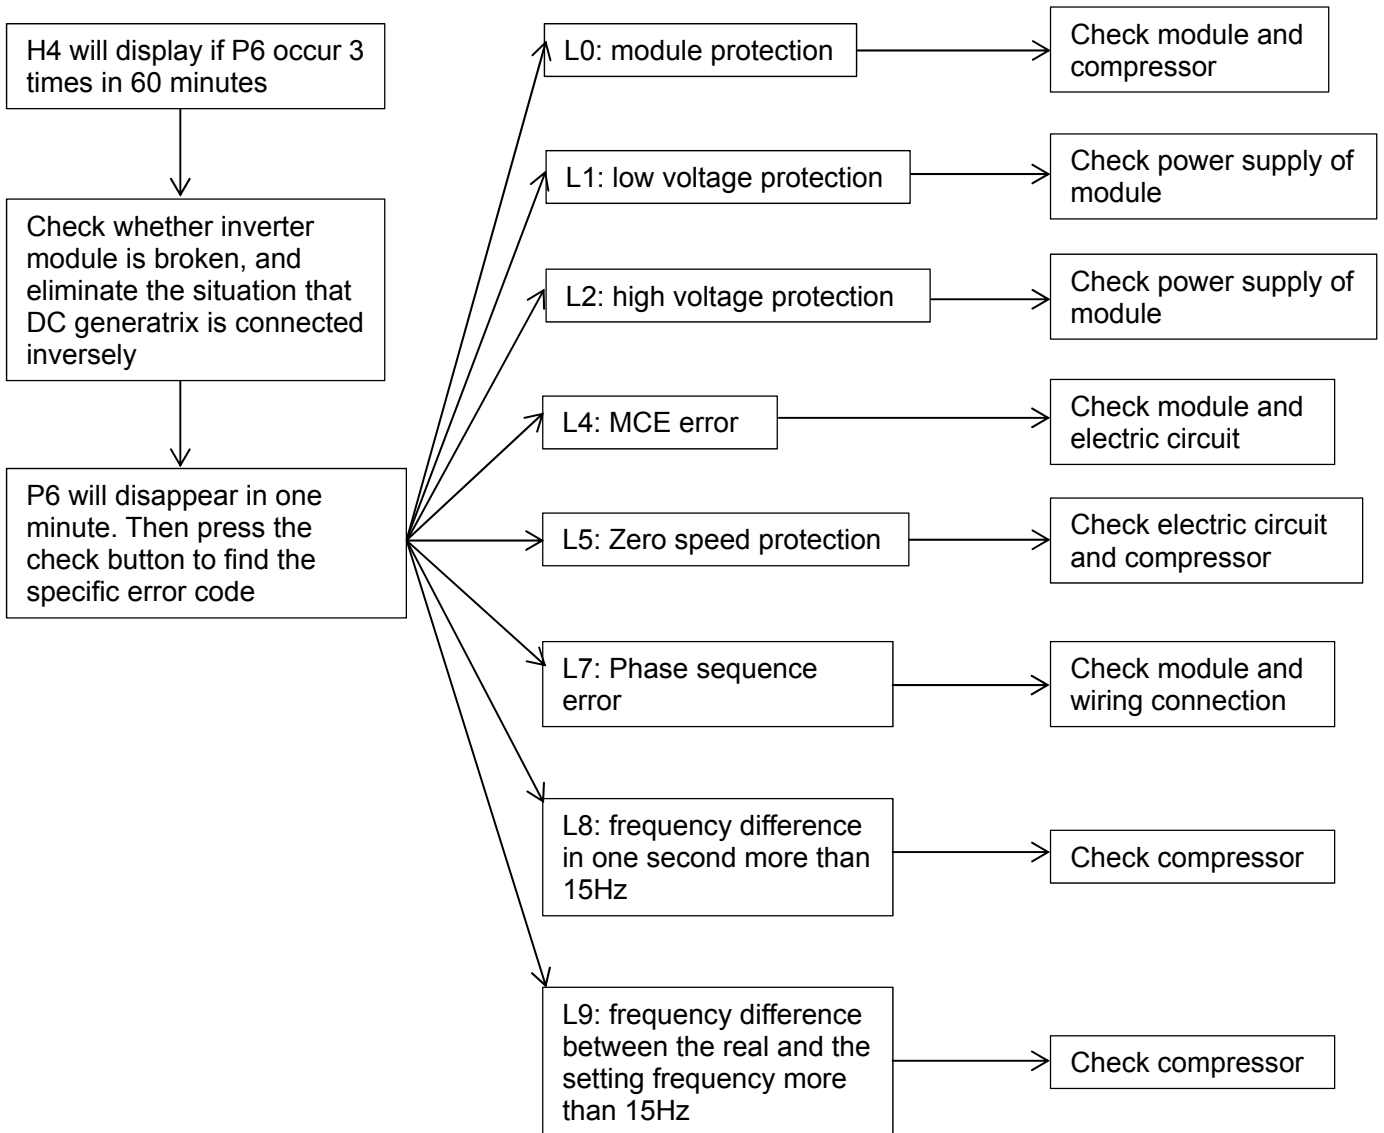 H4 will display if P6 occur 3
times in 60 minutes
Check whether inverter
module is broken, and
eliminate the situation that
DC generatrix is connected
inversely
P6 will disappear in one
minute. Then press the
check button to find the
specific error code
L0: module protection
Check module and
compressor
L1: low voltage protection
Check power supply of
module
L2: high voltage protection
Check power supply of
module
L4: MCE error
Check module and
electric circuit
L5: Zero speed protection
Check electric circuit
and compressor
L7: Phase sequence
error
Check module and
wiring connection
L8: frequency difference
in one second more than
15Hz
Check compressor
L9: frequency difference
between the real and the
setting frequency more
than 15Hz
Check compressor